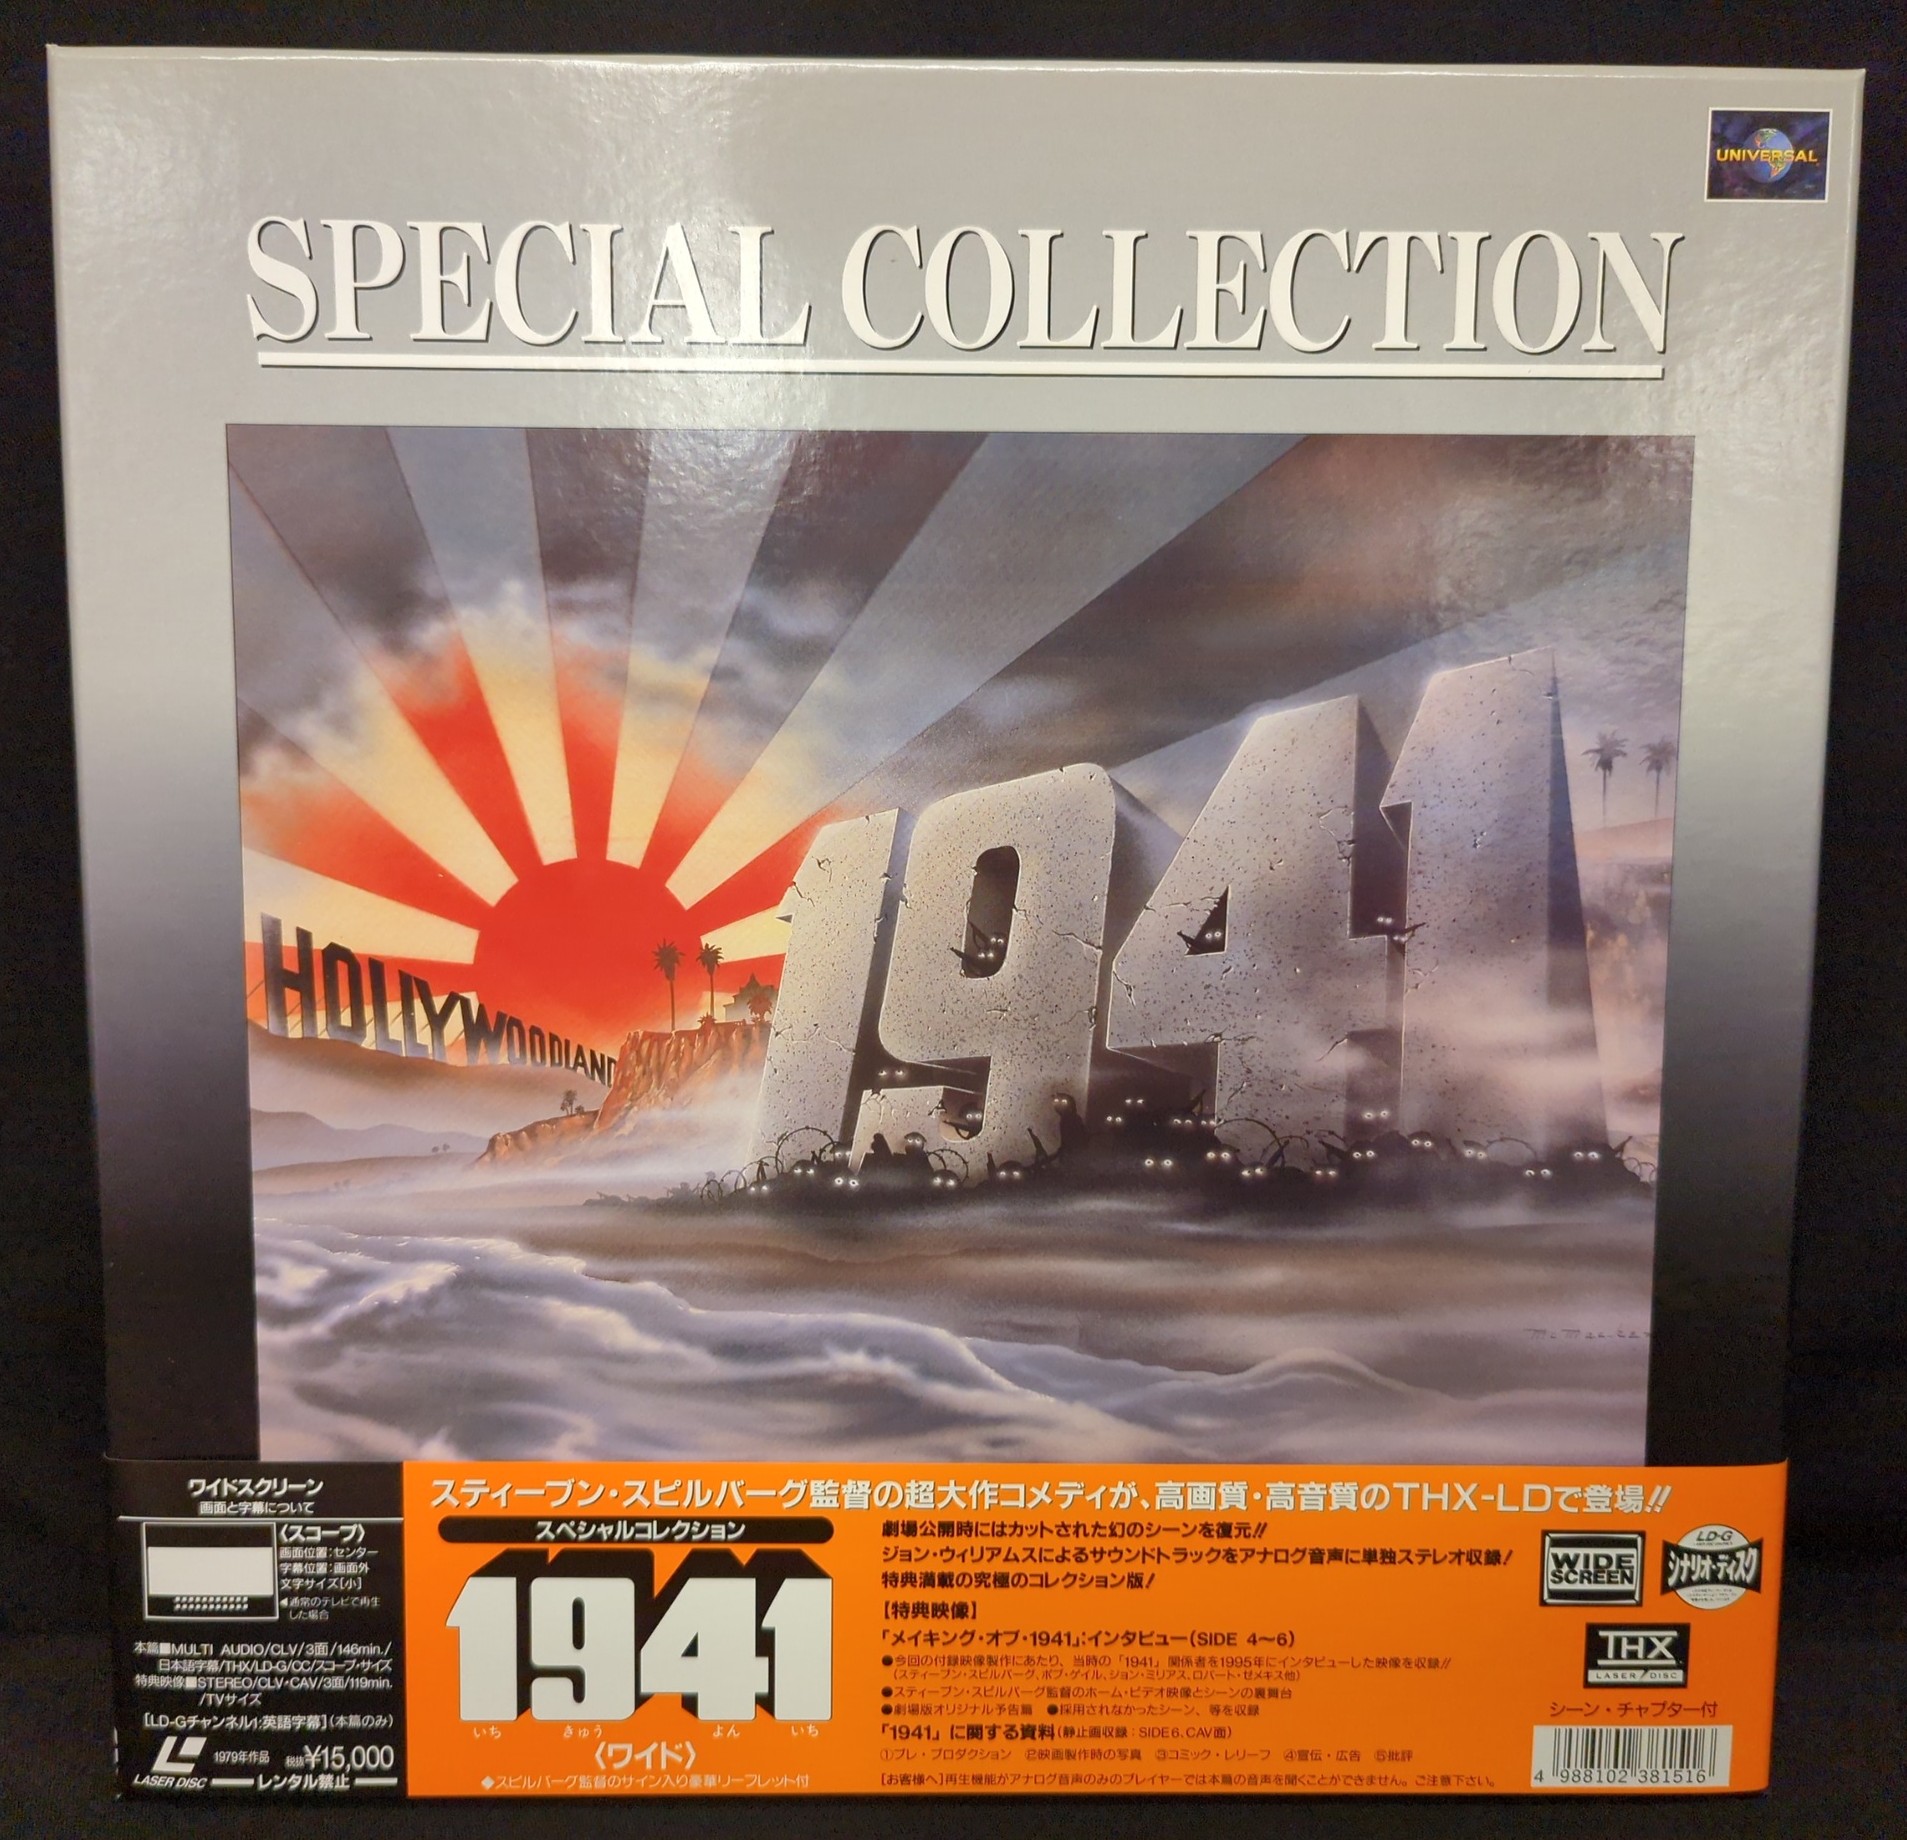 UNIVERSAL
SPECIAL COLLECTION
HOLLYWOODLAND
1941
ワイドスクリーン
画面と字幕について
〈スコープ〉
画面位置:センター
字幕位置:画面外
文字サイズ[小]
◀通常のテレビで再生
した場合
本篇■MULTI AUDIO/CLV/3面/146min./
日本語字幕/THX/LD-G/CC/スコープ・サイズ
特典映像■STEREO/CLV・CAV/3面/119min.
/TVサイズ
[LD-Gチャンネル1:英語字幕](本篇のみ)
LASER DISC
1979年作品 税抜¥15,000
レンタル禁止
スティーブン・スピルバーグ監督の超大作コメディが、高画質・高音質のTHX-LDで登場!!
スペシャルコレクション
1941
いち きゅう よん いち
〈ワイド〉
◆スピルバーグ監督のサイン入り豪華リーフレット付
劇場公開時にはカットされた幻のシーンを復元!!
ジョン・ウィリアムスによるサウンドトラックをアナログ音声に単独ステレオ収録!
特典満載の究極のコレクション版!
【特典映像】
「メイキング・オブ・1941」:インタビュー(SIDE 4〜6)
●今回の付録映像製作にあたり、当時の「1941」関係者を1995年にインタビューした映像を収録!!
(スティーブン・スピルバーグ、ボブ・ゲイル、ジョン・ミリアス、ロバート・ゼメキス他)
●スティーブン・スピルバーグ監督のホーム・ビデオ映像とシーンの裏舞台
●劇場版オリジナル予告篇 ●採用されなかったシーン、等を収録
「1941」に関する資料(静止画収録:SIDE6.CAV面)
①プレ・プロダクション ②映画製作時の写真 ③コミック・レリーフ ④宣伝・広告 ⑤批評
[お客様へ]再生機能がアナログ音声のみのプレイヤーでは本篇の音声を聞くことができません。ご注意下さい。
WIDE
SCREEN
LD-G
シナリオ・ディスク
THX
LASER DISC
シーン・チャプター付
4 988102 381516